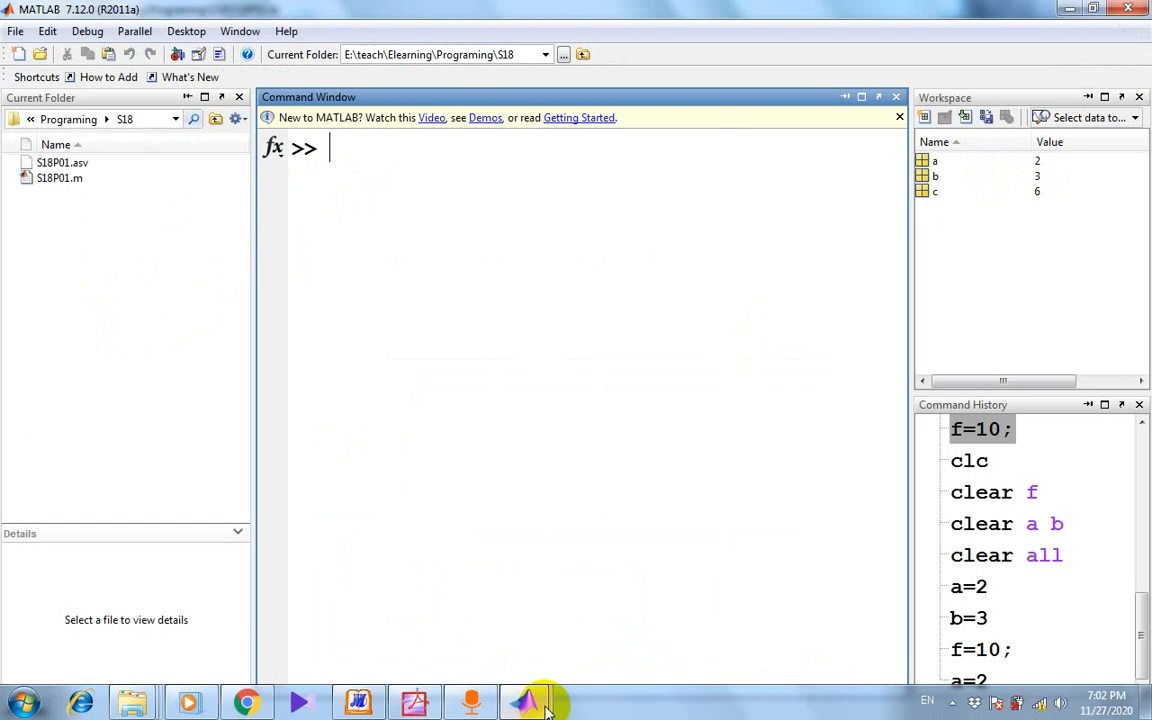 MATLAB 7.12.0 (R2011a)
File Edit Debug Parallel Desktop Window Help
Current Folder: E:\teach\Elearning\Programing\S18
Shortcuts How to Add What's New
Current Folder
« Programing S18
Name
S18P01.asv
S18P01.m
Details
Select a file to view details
Command Window
New to MATLAB? Watch this Video, see Demos, or read Getting Started.
fx >>
Workspace
Select data to...
Name Value
a 2
b 3
c 6
Command History
f=10;
clc
clear f
clear a b
clear all
a=2
b=3
f=10;
a=2
EN
7:02 PM
11/27/2020